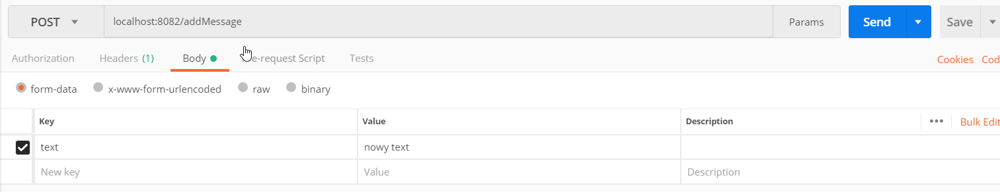 POST localhost:8082/addMessage Params Send Save
Authorization Headers (1) Body e-request Script Tests Cookies Cod
form-data x-www-form-urlencoded raw binary
Key Value Description ••• Bulk Edit
text nowy text
New key Value Description